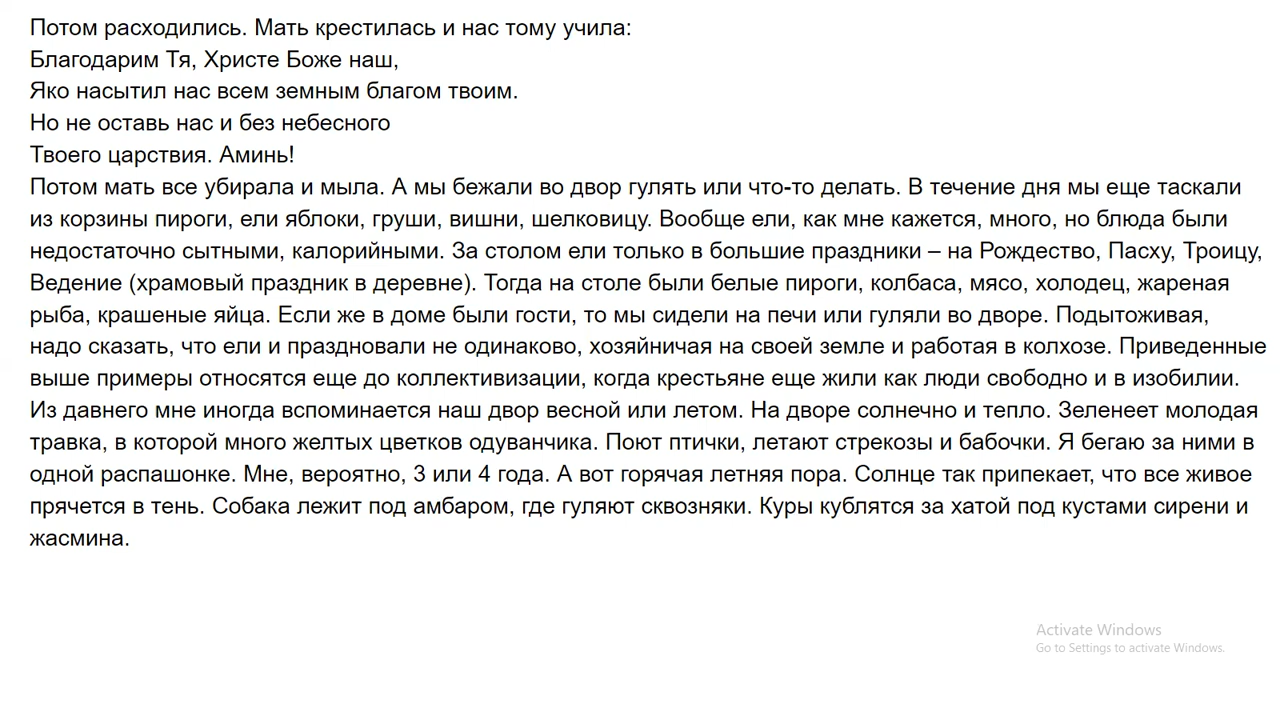 Потом расходились. Мать крестилась и нас тому учила:
Благодарим Тя, Христе Боже наш,
Яко насытил нас всем земным благом твоим.
Но не оставь нас и без небесного
Твоего царствия. Аминь!
Потом мать все убирала и мыла. А мы бежали во двор гулять или что-то делать. В течение дня мы еще таскали
из корзины пироги, ели яблоки, груши, вишни, шелковицу. Вообще ели, как мне кажется, много, но блюда были
недостаточно сытными, калорийными. За столом ели только в большие праздники – на Рождество, Пасху, Троицу,
Ведение (храмовый праздник в деревне). Тогда на столе были белые пироги, колбаса, мясо, холодец, жареная
рыба, крашеные яйца. Если же в доме были гости, то мы сидели на печи или гуляли во дворе. Подытоживая,
надо сказать, что ели и праздновали не одинаково, хозяйничая на своей земле и работая в колхозе. Приведенные
выше примеры относятся еще до коллективизации, когда крестьяне еще жили как люди свободно и в изобилии.
Из давнего мне иногда вспоминается наш двор весной или летом. На дворе солнечно и тепло. Зеленеет молодая
травка, в которой много желтых цветков одуванчика. Поют птички, летают стрекозы и бабочки. Я бегаю за ними в
одной распашонке. Мне, вероятно, 3 или 4 года. А вот горячая летняя пора. Солнце так припекает, что все живое
прячется в тень. Собака лежит под амбаром, где гуляют сквозняки. Куры кублятся за хатой под кустами сирени и
жасмина.
Activate Windows
Go to Settings to activate Windows.